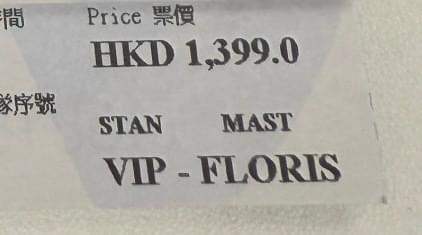 間 Price 票價
HKD 1,399.0
序號
STAN MAST
VIP - FLORIS